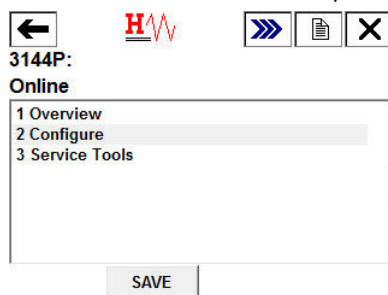 H
3144P:
Online
1 Overview
2 Configure
3 Service Tools
SAVE